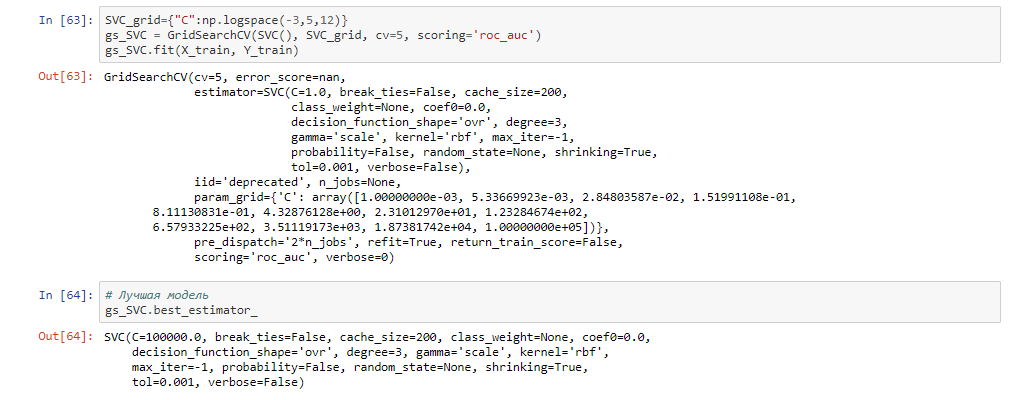 In [63]: SVC_grid={"C":np.logspace(-3,5,12)}
gs_SVC = GridSearchCV(SVC(), SVC_grid, cv=5, scoring='roc_auc')
gs_SVC.fit(X_train, Y_train)
Out[63]: GridSearchCV(cv=5, error_score=nan,
estimator=SVC(C=1.0, break_ties=False, cache_size=200,
class_weight=None, coef0=0.0,
decision_function_shape='ovr', degree=3,
gamma='scale', kernel='rbf', max_iter=-1,
probability=False, random_state=None, shrinking=True,
tol=0.001, verbose=False),
iid='deprecated', n_jobs=None,
param_grid={'C': array([1.00000000e-03, 5.33669923e-03, 2.84803587e-02, 1.51991108e-01,
8.11130831e-01, 4.32876128e+00, 2.31012970e+01, 1.23284674e+02,
6.57933225e+02, 3.51119173e+03, 1.87381742e+04, 1.00000000e+05])},
pre_dispatch='2*n_jobs', refit=True, return_train_score=False,
scoring='roc_auc', verbose=0)
In [64]: # Лучшая модель
gs_SVC.best_estimator_
Out[64]: SVC(C=100000.0, break_ties=False, cache_size=200, class_weight=None, coef0=0.0,
decision_function_shape='ovr', degree=3, gamma='scale', kernel='rbf',
max_iter=-1, probability=False, random_state=None, shrinking=True,
tol=0.001, verbose=False)